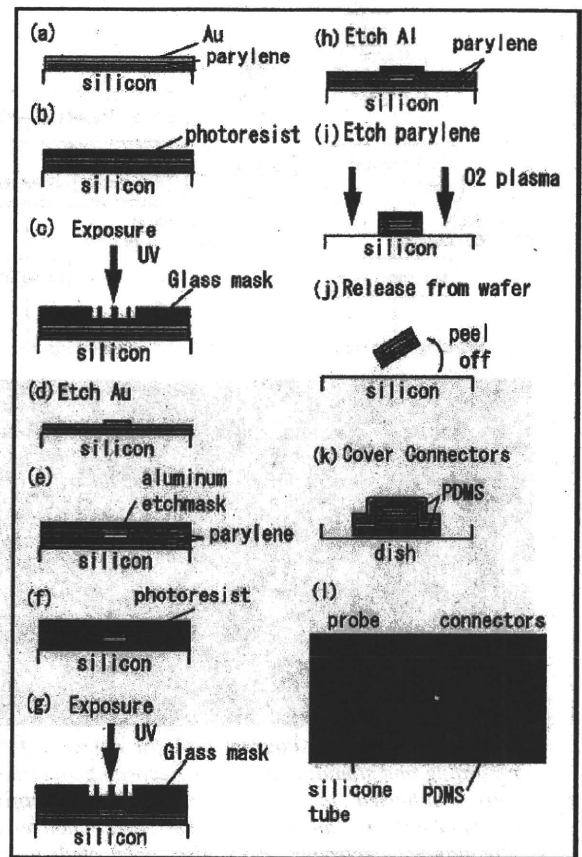 (a)
Au
parylene
silicon
(b)
photoresist
silicon
(c) Exposure
UV
Glass mask
silicon
(d) Etch Au
silicon
(e) aluminum
etchmask
parylene
silicon
(f)
photoresist
silicon
(g) Exposure
UV
Glass mask
silicon
(h) Etch Al
parylene
silicon
(i) Etch parylene
O2 plasma
silicon
(j) Release from wafer
peel
off
silicon
(k) Cover Connectors
PDMS
dish
(l)
probe connectors
silicone
tube
PDMS